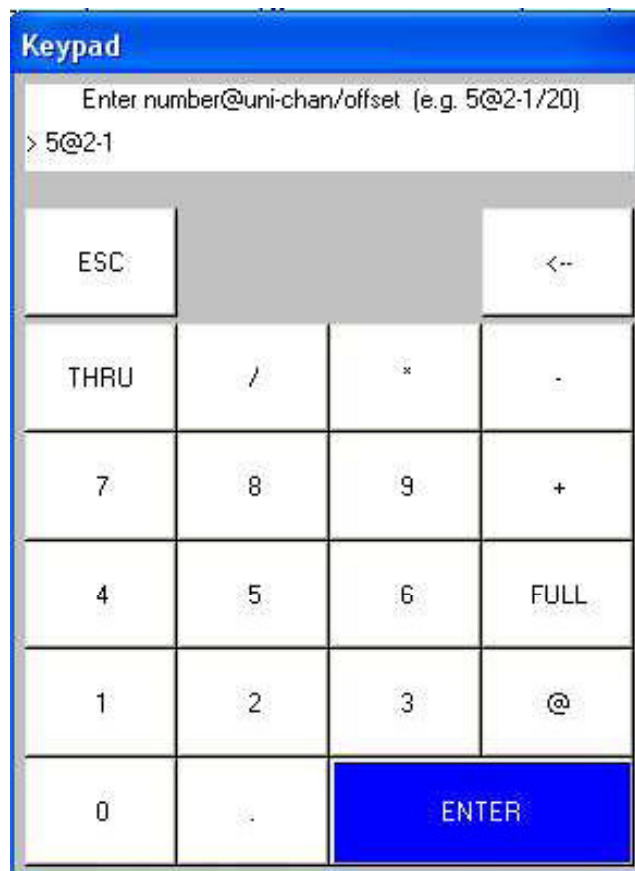 Keypad
Enter number@uni-chan/offset (e.g. 5@2-1/20)
> 5@2-1
ESC <--
THRU / * -
7 8 9 +
4 5 6 FULL
1 2 3 @
0 . ENTER